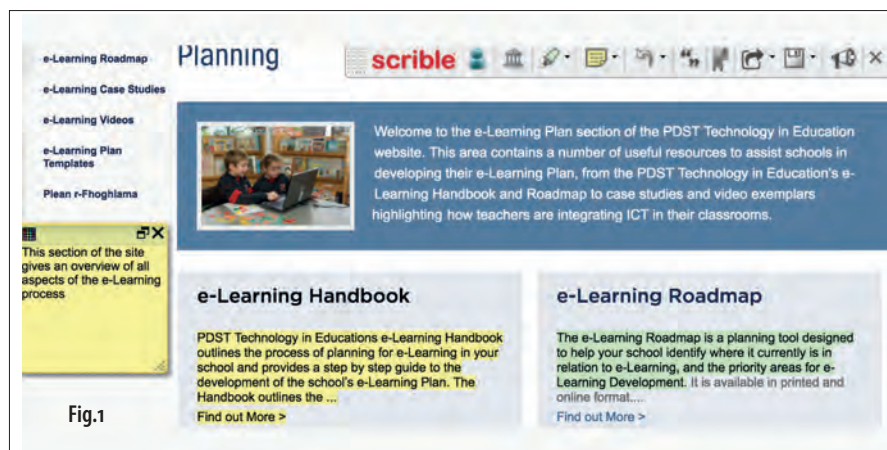 Planning
scrible
e-Learning Roadmap
e-Learning Case Studies
e-Learning Videos
e-Learning Plan
Templates
Plean r-Fhoghlama
Welcome to the e-Learning Plan section of the PDST Technology in Education
website. This area contains a number of useful resources to assist schools in
developing their e-Learning Plan, from the PDST Technology in Education's e-
Learning Handbook and Roadmap to case studies and video exemplars
highlighting how teachers are integrating ICT in their classrooms.
This section of the site
gives an overview of all
aspects of the e-Learning
process
e-Learning Handbook
PDST Technology in Educations e-Learning Handbook
outlines the process of planning for e-Learning in your
school and provides a step by step guide to the
development of the school's e-Learning Plan. The
Handbook outlines the ...
Find out More >
e-Learning Roadmap
The e-Learning Roadmap is a planning tool designed
to help your school identify where it currently is in
relation to e-Learning, and the priority areas for e-
Learning Development. It is available in printed and
online format....
Find out More >
Fig.1